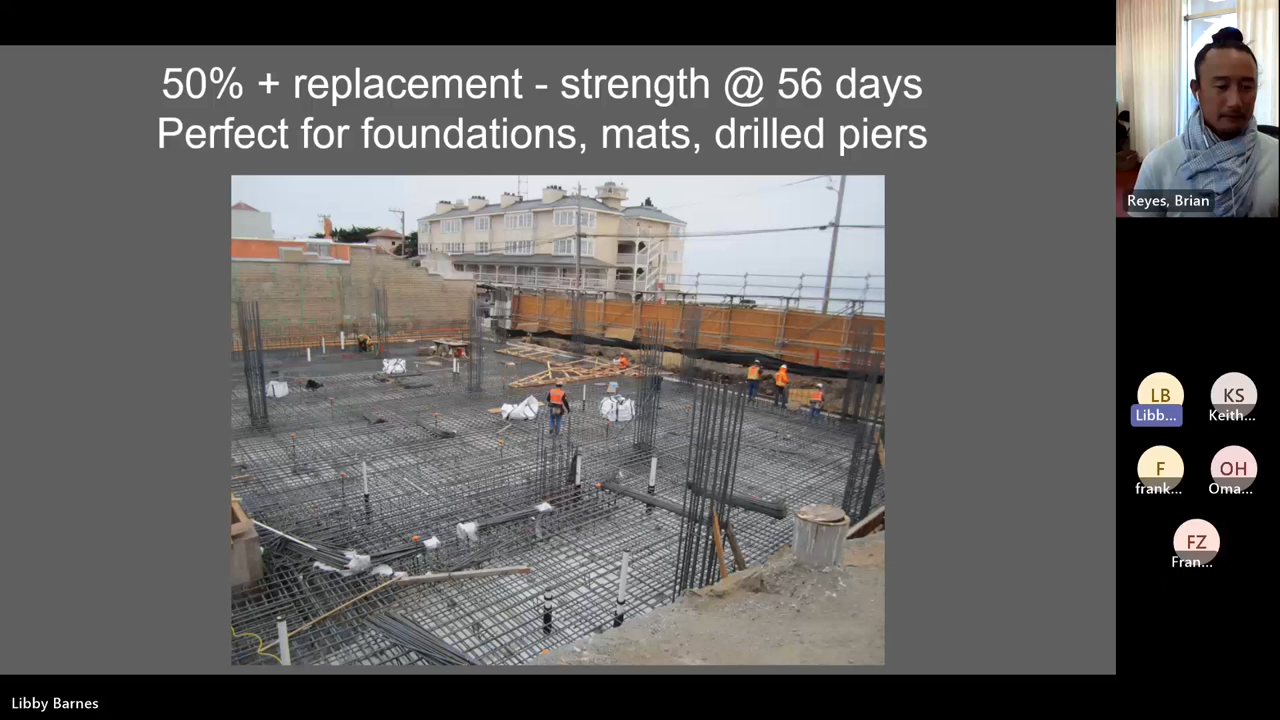 50% + replacement - strength @ 56 days
Perfect for foundations, mats, drilled piers
Reyes, Brian
LB
Libb...
KS
Keith...
F
frank...
OH
Oma...
FZ
Fran...
Libby Barnes